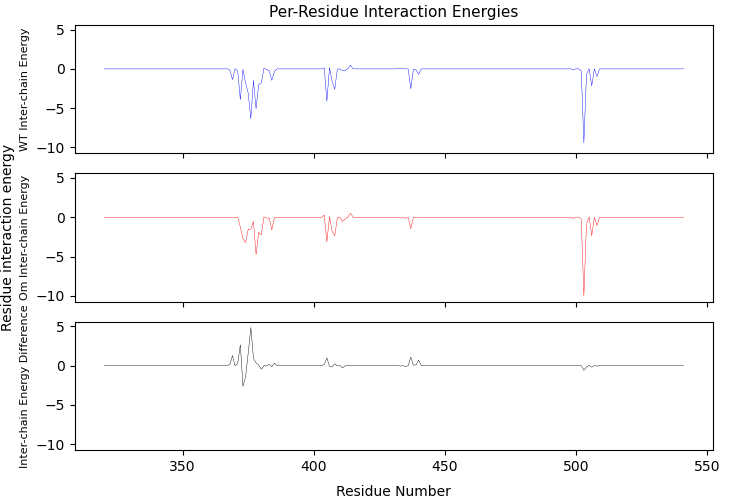 Per-Residue Interaction Energies
Residue interaction energy
WT Inter-chain Energy
5
0
−5
−10
Om Inter-chain Energy
5
0
−5
−10
Inter-chain Energy Difference
5
0
−5
−10
350
400
450
500
550
Residue Number